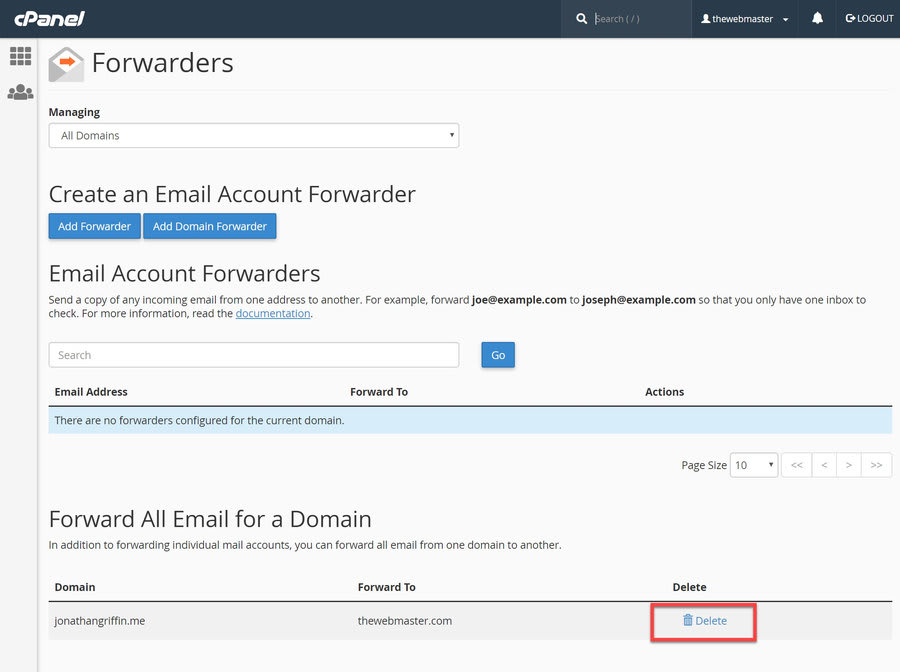 cPanel
Search ( / )
thewebmaster
LOGOUT
Forwarders
Managing
All Domains
Create an Email Account Forwarder
Add Forwarder
Add Domain Forwarder
Email Account Forwarders
Send a copy of any incoming email from one address to another. For example, forward joe@example.com to joseph@example.com so that you only have one inbox to
check. For more information, read the documentation.
Search
Go
Email Address Forward To Actions
There are no forwarders configured for the current domain.
Page Size 10 << < > >>
Forward All Email for a Domain
In addition to forwarding individual mail accounts, you can forward all email from one domain to another.
Domain Forward To Delete
jonathangriffin.me thewebmaster.com Delete